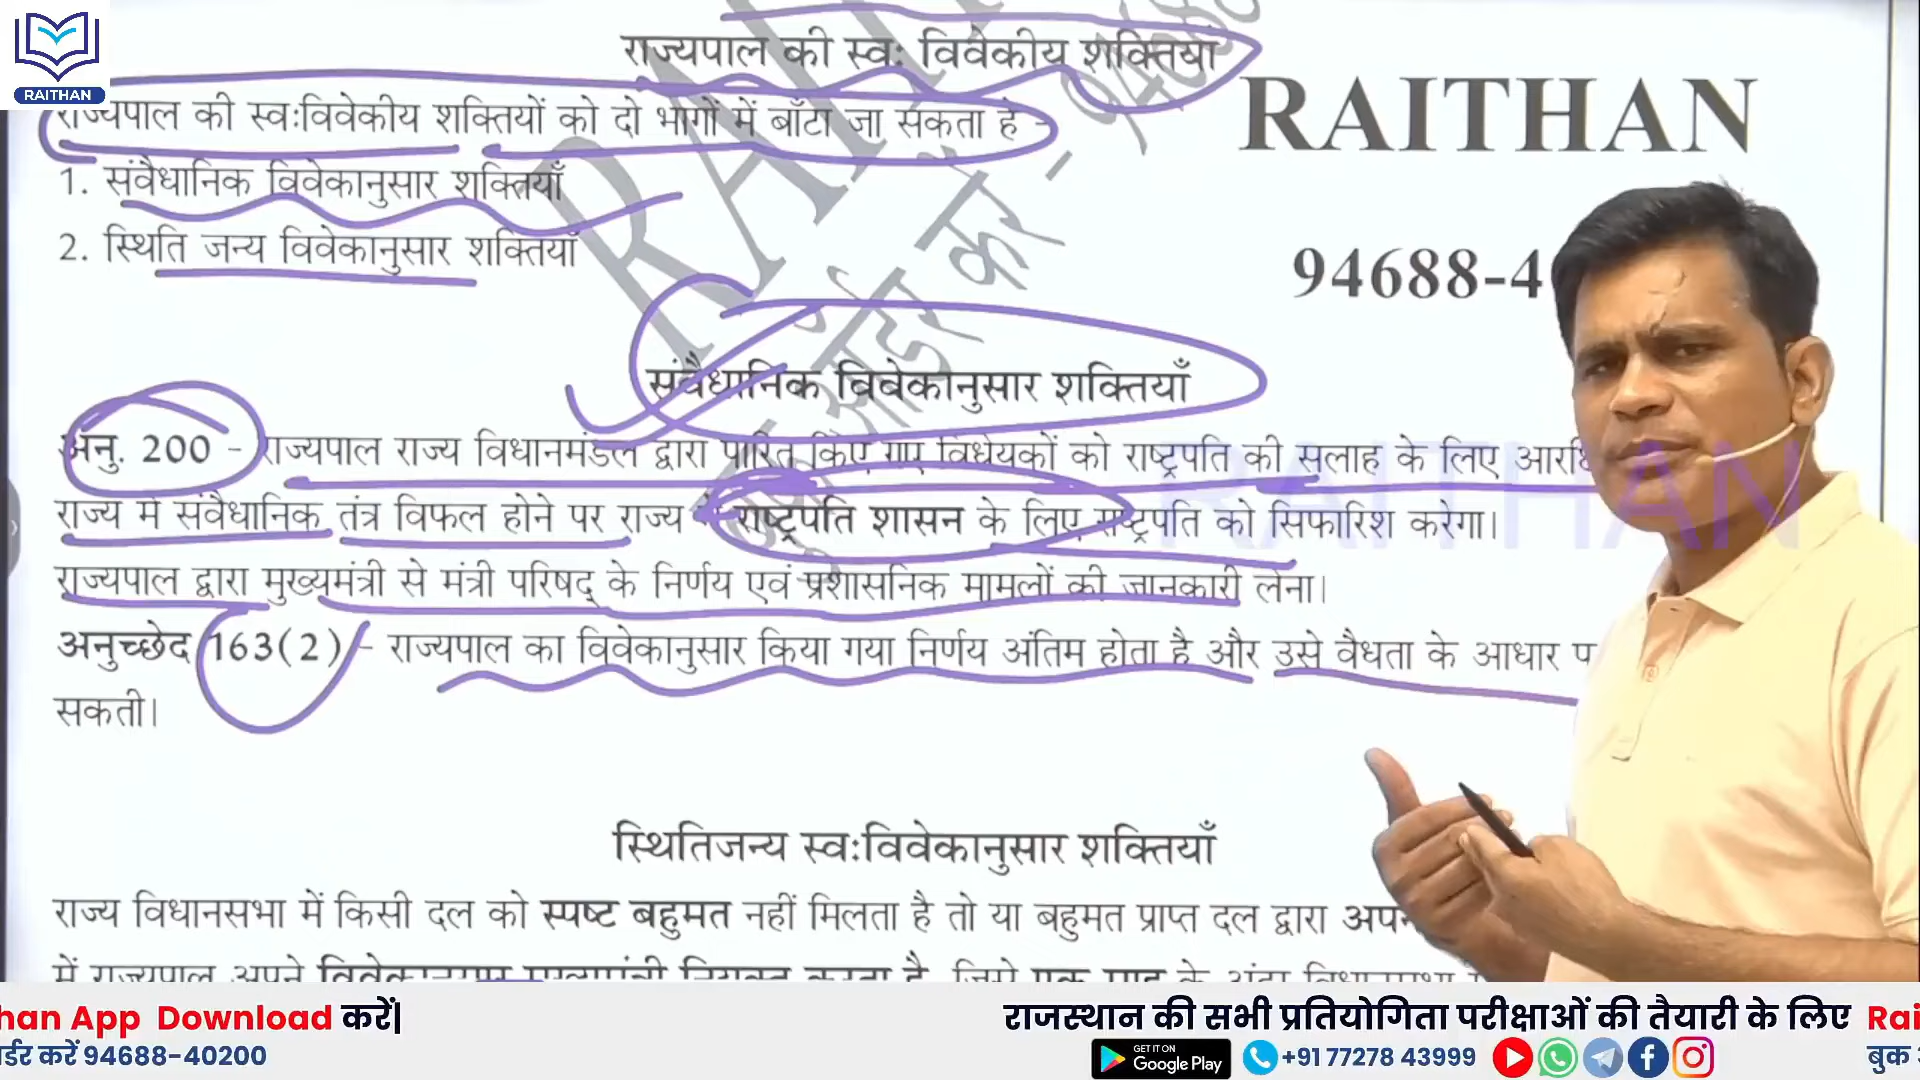 RAITHAN
राज्यपाल की स्व: विवेकीय शक्तियां
राज्यपाल की स्व:विवेकीय शक्तियों को दो भागों में बाँटा जा सकता है
1. संवैधानिक विवेकानुसार शक्तियाँ
2. स्थिति जन्य विवेकानुसार शक्तियाँ
RAITHAN
94688-4
संवैधानिक विवेकानुसार शक्तियाँ
अनु. 200 - राज्यपाल राज्य विधानमंडल द्वारा पारित किए गए विधेयकों को राष्ट्रपति की सलाह के लिए
राज्य में संवैधानिक तंत्र विफल होने पर राज्य राष्ट्रपति शासन के लिए राष्ट्रपति को सिफारिश करेगा।
राज्यपाल द्वारा मुख्यमंत्री से मंत्री परिषद् के निर्णय एवं प्रशासनिक मामलों की जानकारी लेना।
अनुच्छेद 163(2) - राज्यपाल का विवेकानुसार किया गया निर्णय अंतिम होता है और उसे वैधता के आधार
सकती।
स्थितिजन्य स्व:विवेकानुसार शक्तियाँ
राज्य विधानसभा में किसी दल को स्पष्ट बहुमत नहीं मिलता है तो या बहुमत प्राप्त दल द्वारा
में राज्यपाल अपने
han App Download करें|
र्डर करें 94688-40200
राजस्थान की सभी प्रतियोगिता परीक्षाओं की तैयारी के लिए Rai
GET IT ON
Google Play
+91 77278 43999
बुक
RAITHAN